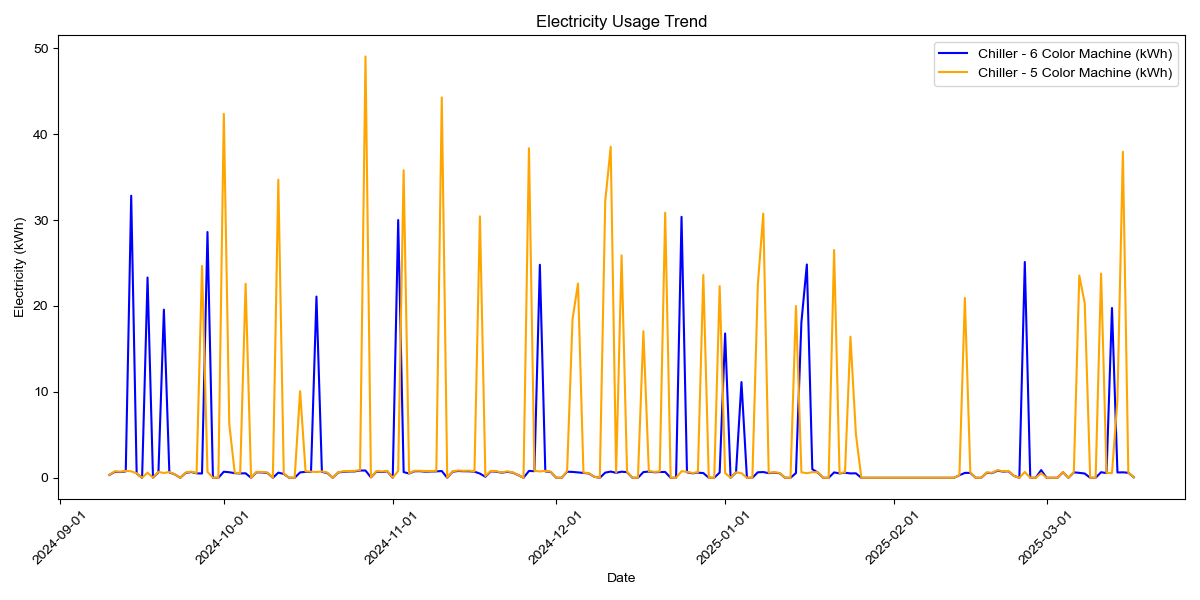 Electricity Usage Trend
Chiller - 6 Color Machine (kWh)
Chiller - 5 Color Machine (kWh)
Electricity (kWh)
50
40
30
20
10
0
2024-09-01
2024-10-01
2024-11-01
2024-12-01
2025-01-01
2025-02-01
2025-03-01
Date